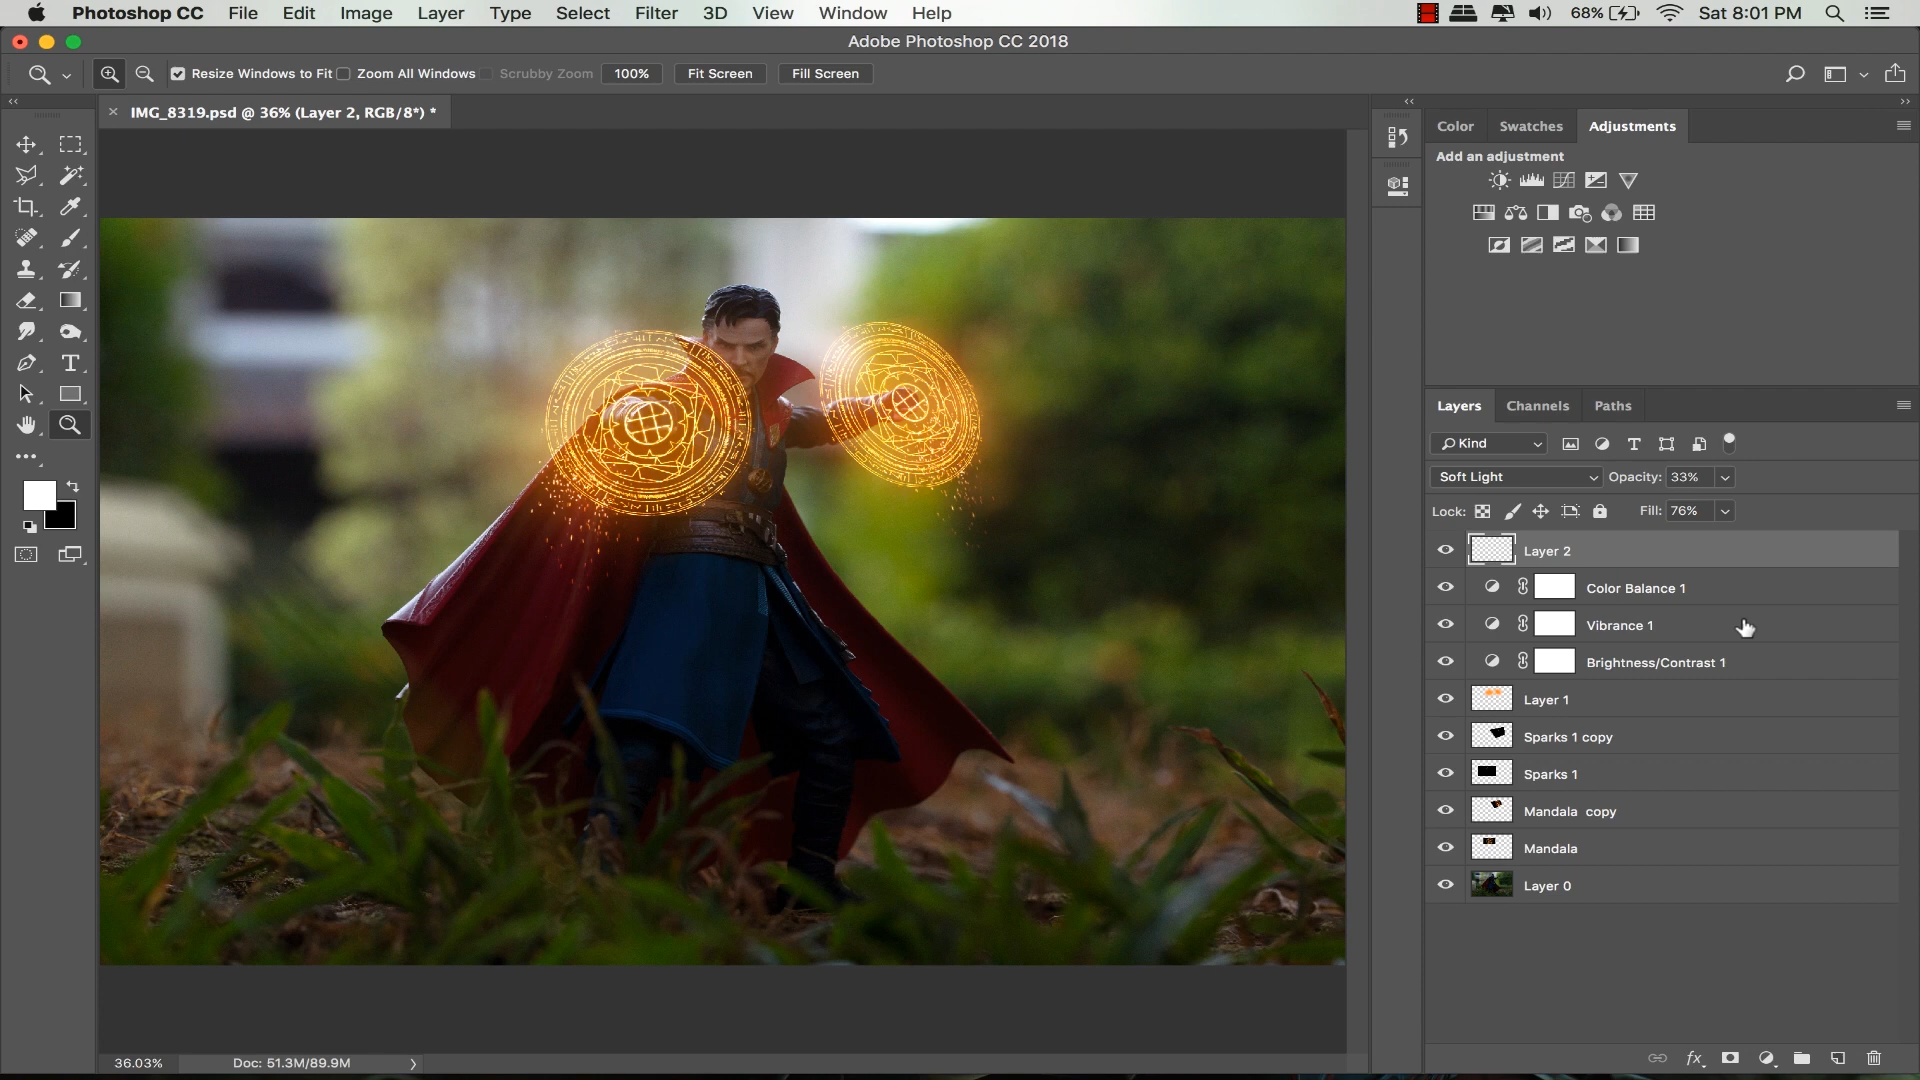 Photoshop CC File Edit Image Layer Type Select Filter 3D View Window Help 68% Sat 8:01 PM
Adobe Photoshop CC 2018
Resize Windows to Fit Zoom All Windows Scrubby Zoom 100% Fit Screen Fill Screen
IMG_8319.psd @ 36% (Layer 2, RGB/8*) *
Color Swatches Adjustments
Add an adjustment
Layers Channels Paths
Kind
Soft Light Opacity: 33%
Lock: Fill: 76%
Layer 2
Color Balance 1
Vibrance 1
Brightness/Contrast 1
Layer 1
Sparks 1 copy
Sparks 1
Mandala copy
Mandala
Layer 0
36.03% Doc: 51.3M/89.9M
fx